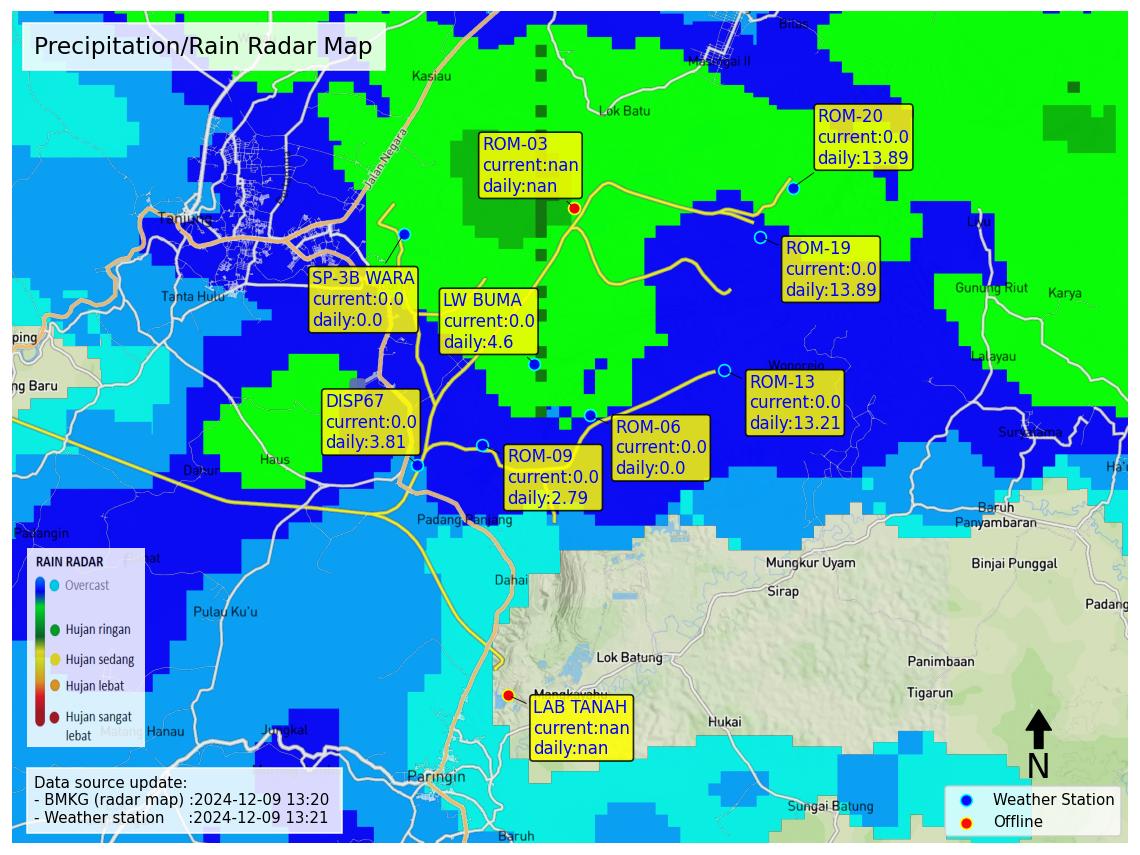 Precipitation/Rain Radar Map
Bilas
Masingai II
Kasiau
Lok Batu
Jalan Negara
ROM-20
current:0.0
daily:13.89
ROM-03
current:nan
daily:nan
Tanjung
Liyu
ROM-19
current:0.0
daily:13.89
SP-3B WARA
current:0.0
daily:0.0
Tanta Hulu
LW BUMA
current:0.0
daily:4.6
Gunung Riut
Karya
ping
Lalayau
Wonorejo
ng Baru
ROM-13
current:0.0
daily:13.21
DISP67
current:0.0
daily:3.81
ROM-06
current:0.0
daily:0.0
Suryatama
Haus
Dahur
ROM-09
current:0.0
daily:2.79
Ha'u
Baruh
Panyambaran
Padang Panjang
Padangin
Mungkur Uyam
Binjai Punggal
Dahai
Sirap
Padang
Pulau Ku'u
RAIN RADAR
Overcast
Hujan ringan
Hujan sedang
Hujan lebat
Hujan sangat
lebat
Lok Batung
Panimbaan
Tigarun
Mangkayahu
LAB TANAH
current:nan
daily:nan
Hukai
Matang Hanau
Jungkal
N
Paringin
Data source update:
- BMKG (radar map) :2024-12-09 13:20
- Weather station :2024-12-09 13:21
Sungai Batung
Weather Station
Offline
Baruh